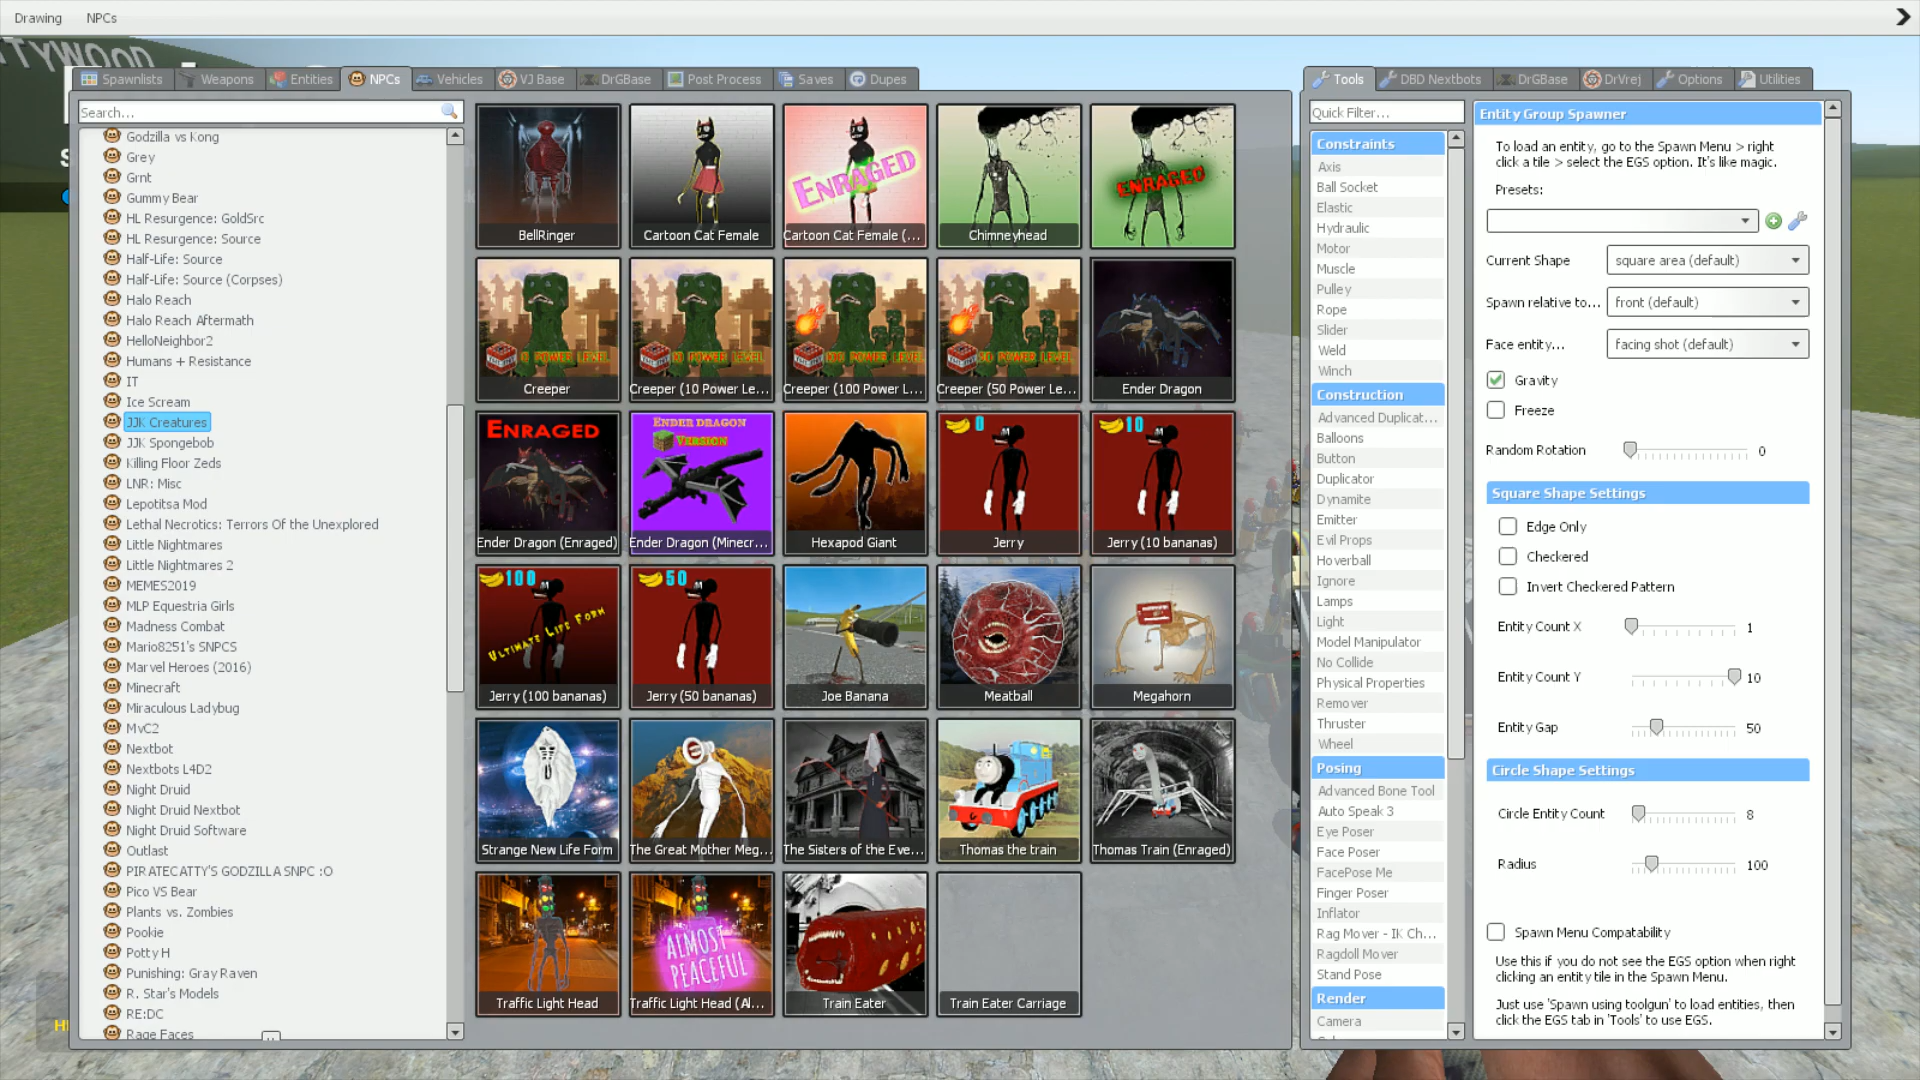 Drawing NPCs
TYWOOD
Spawnlists Weapons Entities NPCs Vehicles VJ Base DrGBase Post Process Saves Dupes
Search...
Godzilla vs Kong
Grey
Grnt
Gummy Bear
HL Resurgence: GoldSrc
HL Resurgence: Source
Half-Life: Source
Half-Life: Source (Corpses)
Halo Reach
Halo Reach Aftermath
HelloNeighbor2
Humans + Resistance
IT
Ice Scream
JJK Creatures
JJK Spongebob
Killing Floor Zeds
LNR: Misc
Lepotitsa Mod
Lethal Necrotics: Terrors Of the Unexplored
Little Nightmares
Little Nightmares 2
MEMES2019
MLP Equestria Girls
Madness Combat
Mario8251's SNPCS
Marvel Heroes (2016)
Minecraft
Miraculous Ladybug
MvC2
Nextbot
Nextbots L4D2
Night Druid
Night Druid Nextbot
Night Druid Software
Outlast
PIRATECATTY'S GODZILLA SNPC :O
Pico VS Bear
Plants vs. Zombies
Pookie
Potty H
Punishing: Gray Raven
R. Star's Models
RE:DC
Rage Faces
BellRinger
Cartoon Cat Female
ENRAGED
Cartoon Cat Female (...
Chimneyhead
ENRAGED
0 POWER LEVEL
Creeper
10 POWER LEVEL
Creeper (10 Power Le...
100 POWER LEVEL
Creeper (100 Power L...
50 POWER LEVEL
Creeper (50 Power Le...
Ender Dragon
ENRAGED
Ender Dragon (Enraged)
ENDER DRAGON
VERSION
Ender Dragon (Minecr...
Hexapod Giant
0
Jerry
10
Jerry (10 bananas)
100
ULTIMATE LIFE FORM
Jerry (100 bananas)
50
Jerry (50 bananas)
Joe Banana
Meatball
Megahorn
Strange New Life Form
The Great Mother Meg...
The Sisters of the Eve...
Thomas the train
Thomas Train (Enraged)
Traffic Light Head
ALMOST
PEACEFUL
Traffic Light Head (Al...
Train Eater
Train Eater Carriage
Tools DBD Nextbots DrGBase DrVrej Options Utilities
Quick Filter...
Constraints
Axis
Ball Socket
Elastic
Hydraulic
Motor
Muscle
Pulley
Rope
Slider
Weld
Winch
Construction
Advanced Duplicat...
Balloons
Button
Duplicator
Dynamite
Emitter
Evil Props
Hoverball
Ignore
Lamps
Light
Model Manipulator
No Collide
Physical Properties
Remover
Thruster
Wheel
Posing
Advanced Bone Tool
Auto Speak 3
Eye Poser
Face Poser
FacePose Me
Finger Poser
Inflator
Rag Mover - IK Ch...
Ragdoll Mover
Stand Pose
Render
Camera
Entity Group Spawner
To load an entity, go to the Spawn Menu > right
click a tile > select the EGS option. It's like magic.
Presets:
Current Shape square area (default)
Spawn relative to... front (default)
Face entity... facing shot (default)
Gravity
Freeze
Random Rotation 0
Square Shape Settings
Edge Only
Checkered
Invert Checkered Pattern
Entity Count X 1
Entity Count Y 10
Entity Gap 50
Circle Shape Settings
Circle Entity Count 8
Radius 100
Spawn Menu Compatability
Use this if you do not see the EGS option when right
clicking an entity tile in the Spawn Menu.
Just use 'Spawn using toolgun' to load entities, then
click the EGS tab in 'Tools' to use EGS.